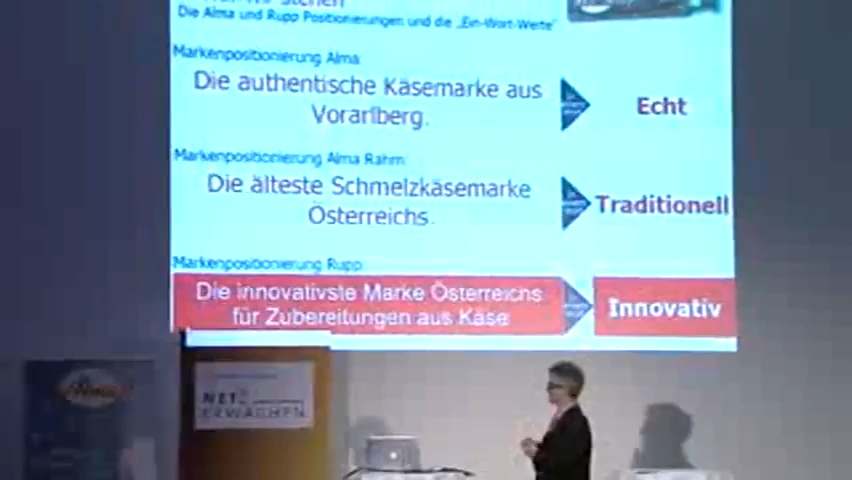 Die Alma und Rupp Positionierungen und die „Ein-Wort-Werte"
Markenpositionierung Alma:
Die authentische Käsemarke aus
Vorarlberg.
Echt
Markenpositionierung Alma Rahm:
Die älteste Schmelzkäsemarke
Österreichs.
Traditionell
Markenpositionierung Rupp:
Die innovativste Marke Österreichs
für Zubereitungen aus Käse
Innovativ
ERWACHEN